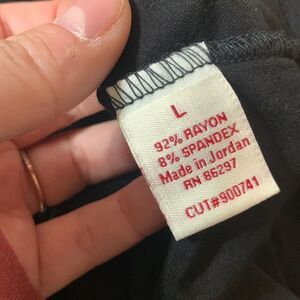 L
92% RAYON
8% SPANDEX
Made in Jordan
RN 86297
CUT#900741